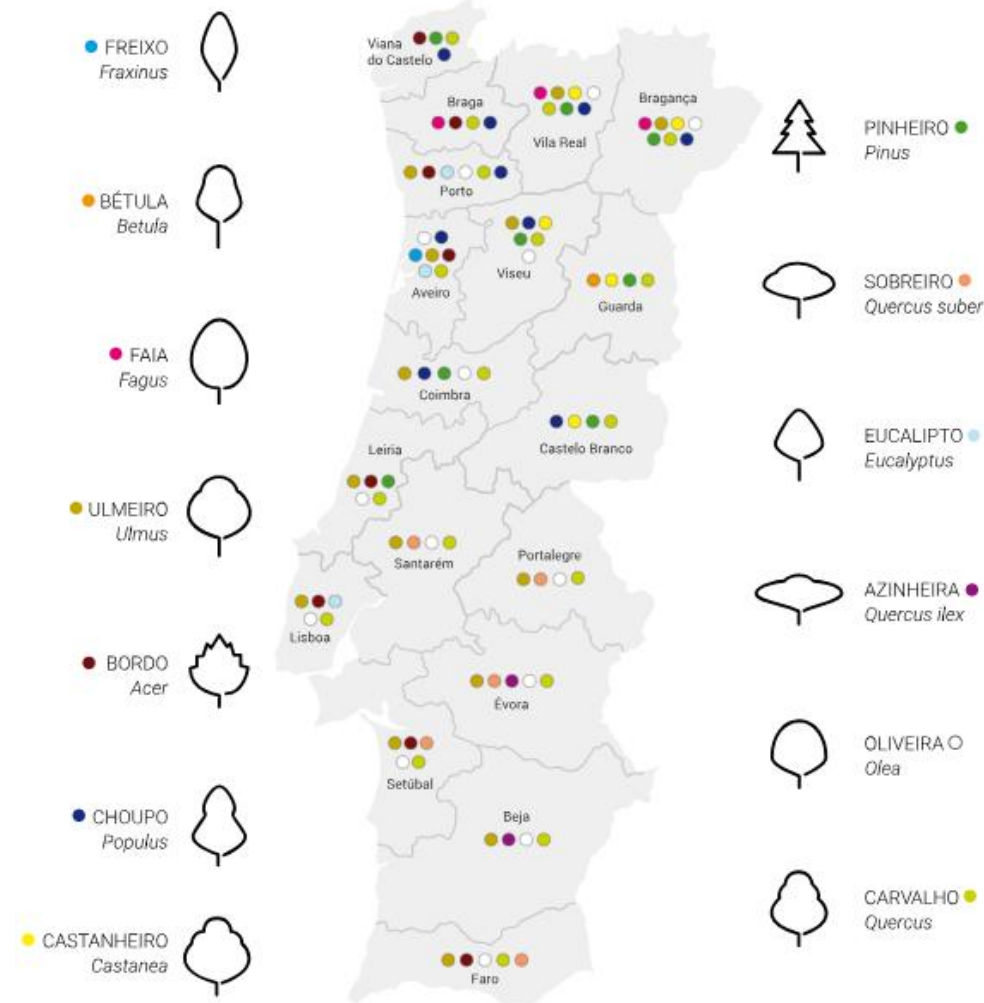 FREIXO
Fraxinus
BÉTULA
Betula
FAIA
Fagus
ULMEIRO
Ulmus
BORDO
Acer
CHOUPO
Populus
CASTANHEIRO
Castanea
Viana
do Castelo
Braga
Vila Real
Bragança
Porto
Aveiro
Viseu
Guarda
Coimbra
Castelo Branco
Leiria
Santarém
Portalegre
Lisboa
Évora
Setúbal
Beja
Faro
PINHEIRO
Pinus
SOBREIRO
Quercus suber
EUCALIPTO
Eucalyptus
AZINHEIRA
Quercus ilex
OLIVEIRA
Olea
CARVALHO
Quercus